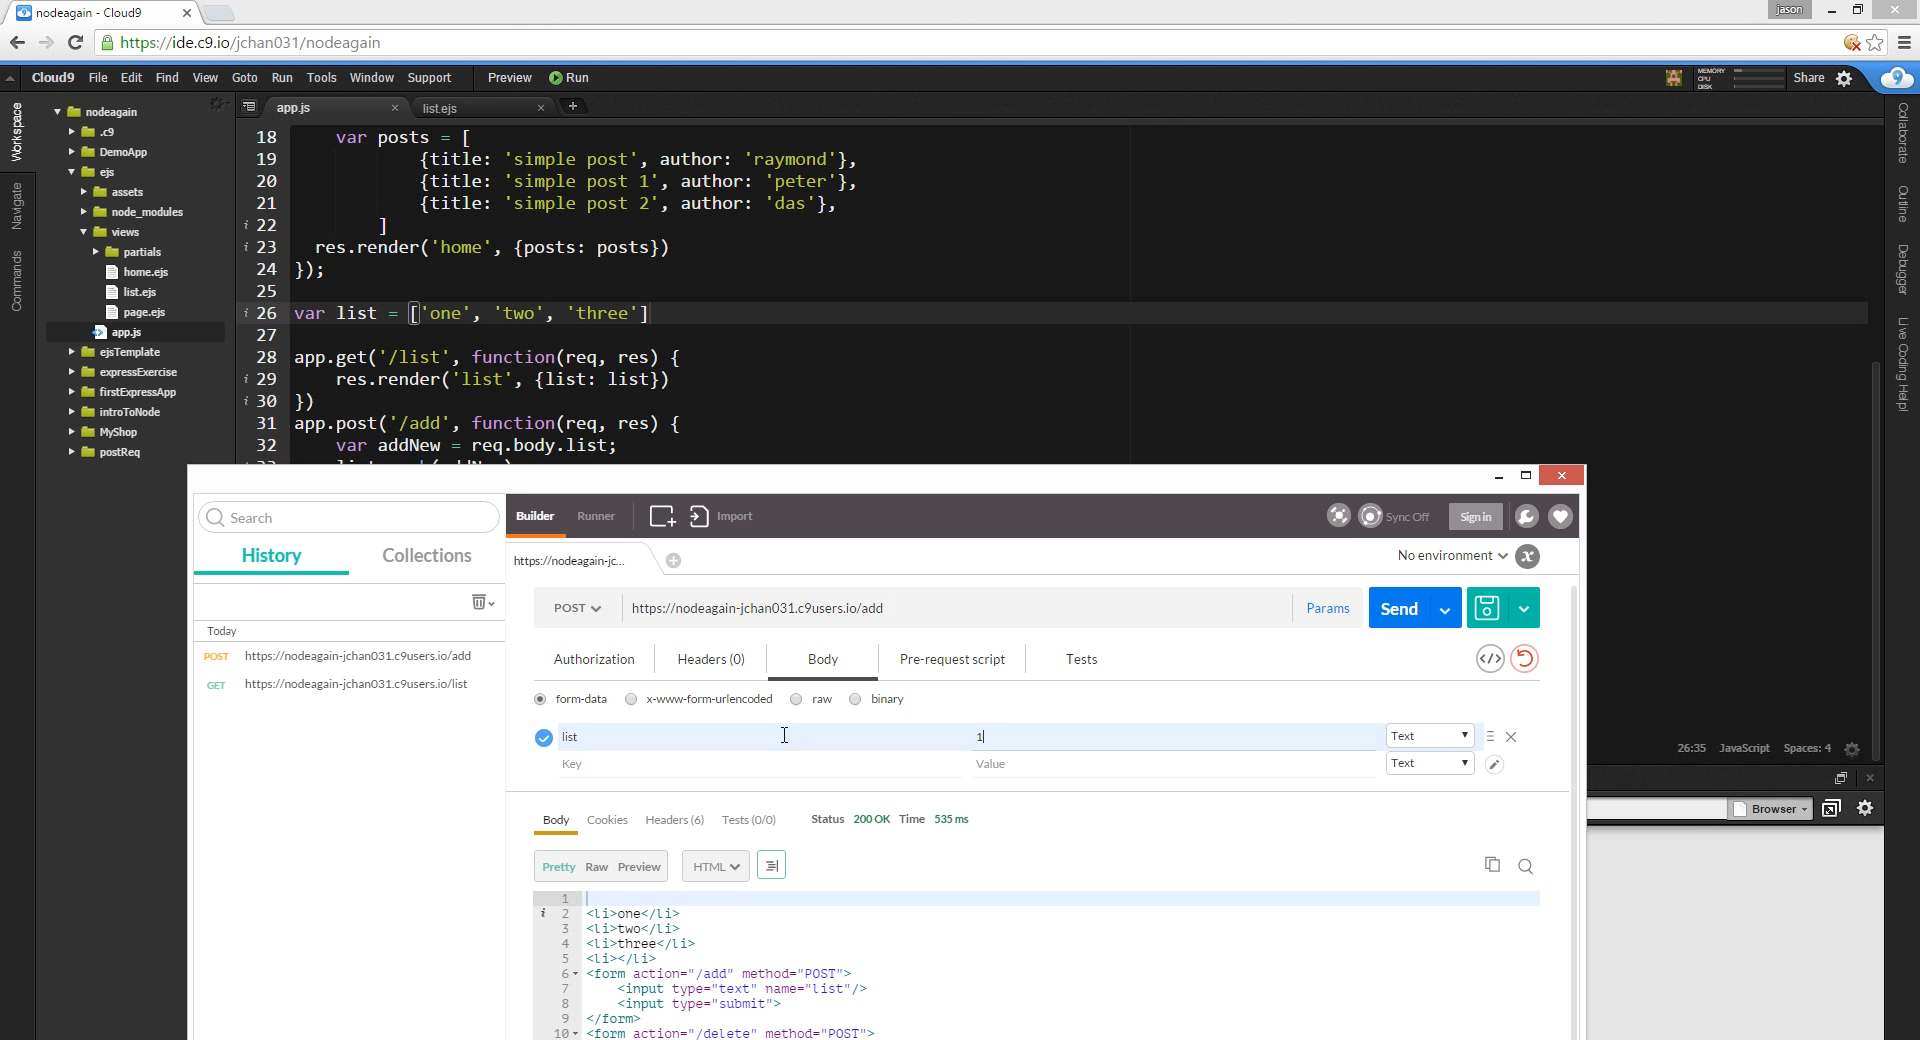 nodeagain - Cloud9
jason
https://ide.c9.io/jchan031/nodeagain
Cloud9 File Edit Find View Goto Run Tools Window Support Preview Run
MEMORY
CPU
DISK
Share
Workspace
Navigate
Commands
nodeagain
.c9
DemoApp
ejs
assets
node_modules
views
partials
home.ejs
list.ejs
page.ejs
app.js
ejsTemplate
expressExercise
firstExpressApp
introToNode
MyShop
postReq
app.js list.ejs
18 var posts = [
19 {title: 'simple post', author: 'raymond'},
20 {title: 'simple post 1', author: 'peter'},
21 {title: 'simple post 2', author: 'das'},
22 ]
23 res.render('home', {posts: posts})
24 });
25
26 var list = ['one', 'two', 'three']
27
28 app.get('/list', function(req, res) {
29 res.render('list', {list: list})
30 })
31 app.post('/add', function(req, res) {
32 var addNew = req.body.list;
Collaborate
Outline
Debugger
Live Coding Help!
26:35 JavaScript Spaces: 4
Browser
Search
History Collections
Today
POST https://nodeagain-jchan031.c9users.io/add
GET https://nodeagain-jchan031.c9users.io/list
Builder Runner Import
Sync Off Sign in
https://nodeagain-jc...
No environment
POST https://nodeagain-jchan031.c9users.io/add Params Send
Authorization Headers (0) Body Pre-request script Tests
form-data x-www-form-urlencoded raw binary
list 1 Text
Key Value Text
Body Cookies Headers (6) Tests (0/0) Status 200 OK Time 535 ms
Pretty Raw Preview HTML
1
2 <li>one</li>
3 <li>two</li>
4 <li>three</li>
5 <li></li>
6 <form action="/add" method="POST">
7 <input type="text" name="list"/>
8 <input type="submit">
9 </form>
10 <form action="/delete" method="POST">